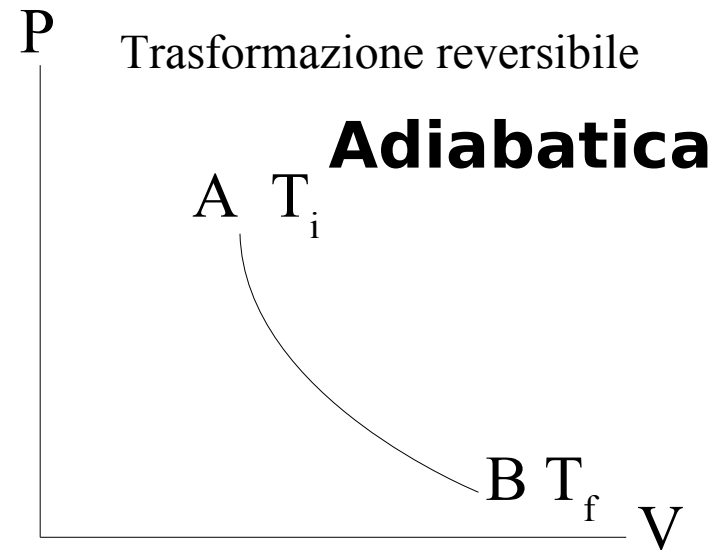 P
Trasformazione reversibile
Adiabatica
A T_i
B T_f
V